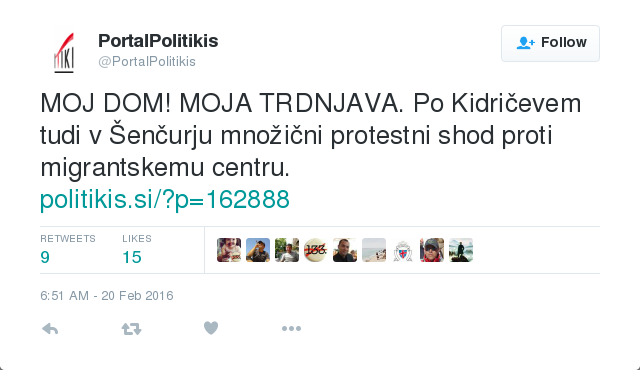 PortalPolitikis
@PortalPolitikis
Follow
MOJ DOM! MOJA TRDNJAVA. Po Kidričevem
tudi v Šenčurju množični protestni shod proti
migrantskemu centru.
politikis.si/?p=162888
RETWEETS LIKES
9 15
6:51 AM - 20 Feb 2016